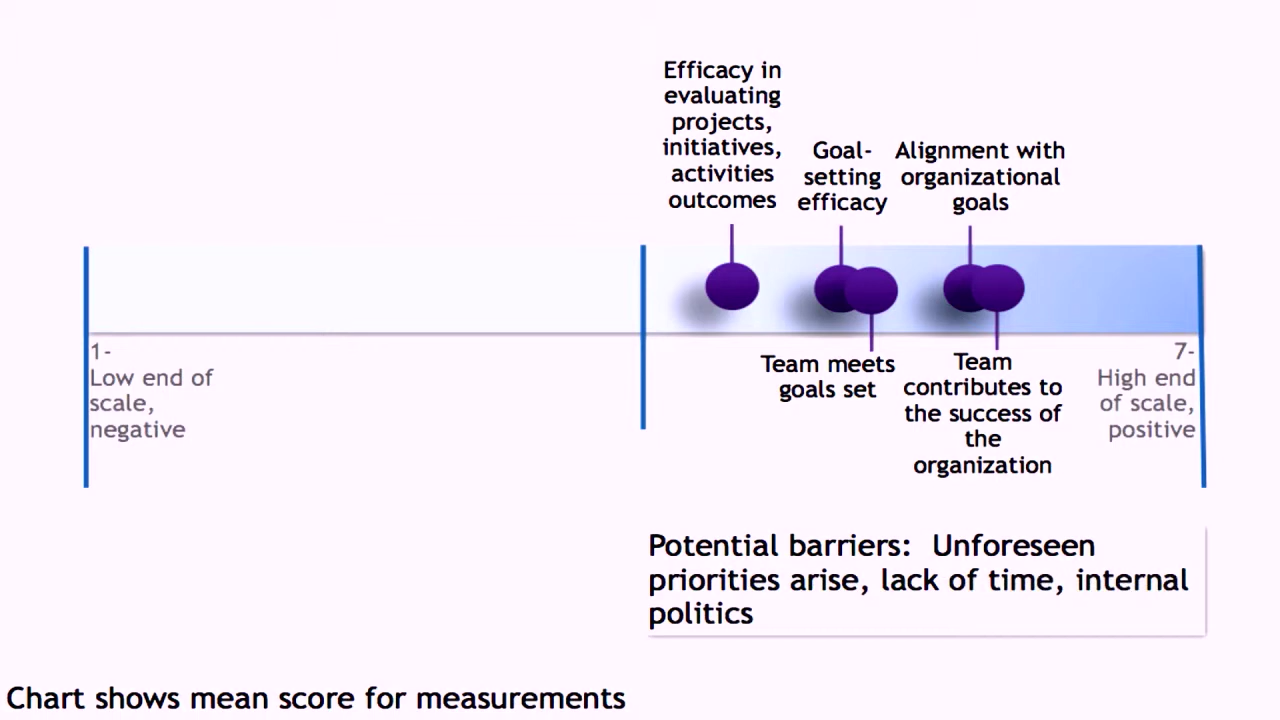 Efficacy in
evaluating
projects,
initiatives,
activities
outcomes
Goal-
setting
efficacy
Alignment with
organizational
goals
1-
Low end of
scale,
negative
Team meets
goals set
Team
contributes to
the success of
the
organization
7-
High end
of scale,
positive
Potential barriers:  Unforeseen
priorities arise, lack of time, internal
politics
Chart shows mean score for measurements